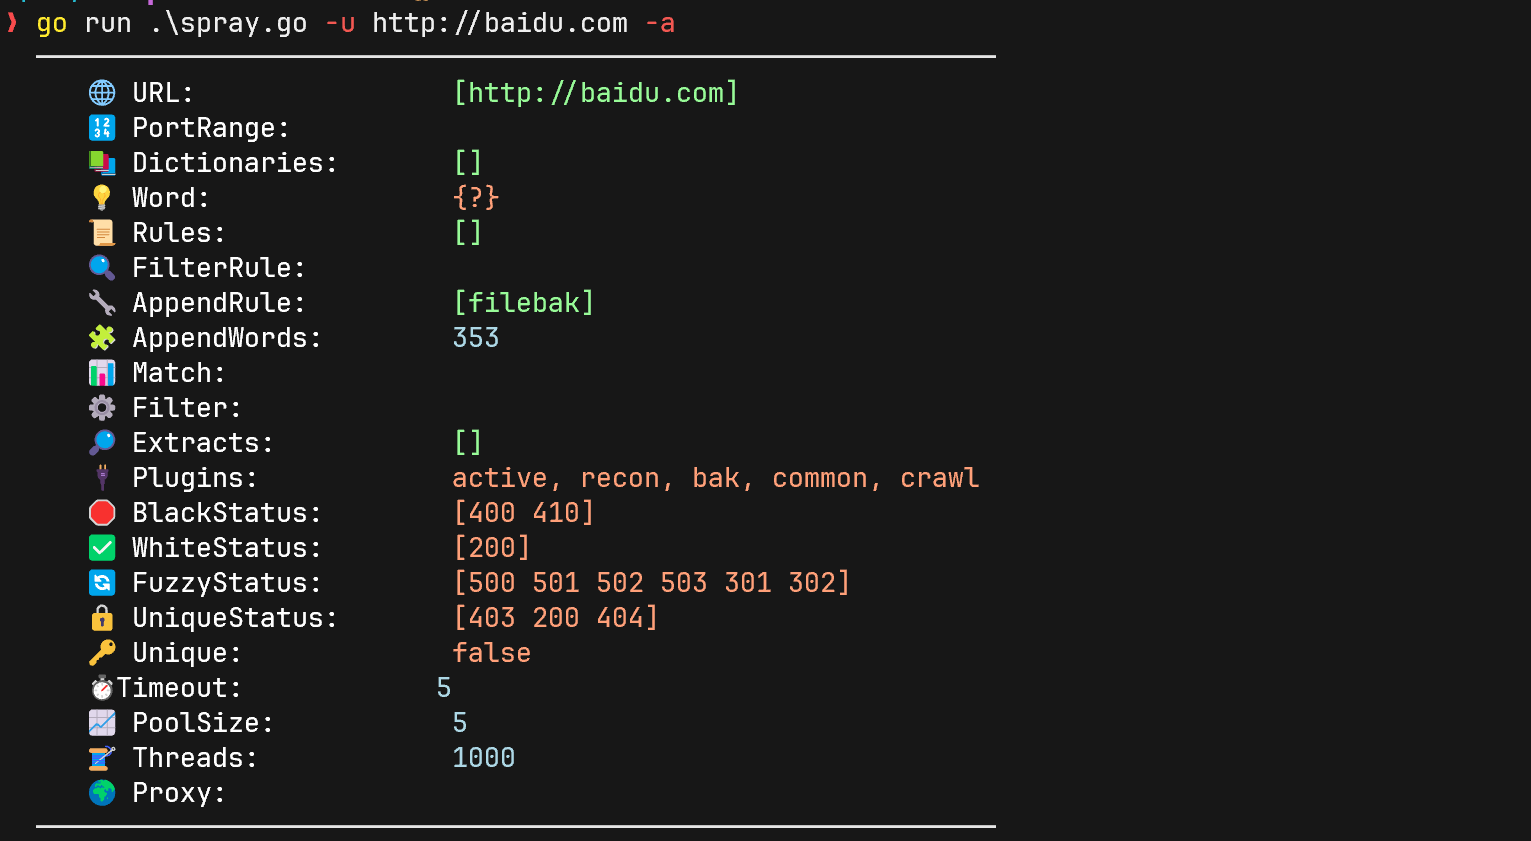 ❯ go run .\spray.go -u http://baidu.com -a
URL: [http://baidu.com]
PortRange:
Dictionaries: []
Word: {?}
Rules: []
FilterRule:
AppendRule: [filebak]
AppendWords: 353
Match:
Filter:
Extracts: []
Plugins: active, recon, bak, common, crawl
BlackStatus: [400 410]
WhiteStatus: [200]
FuzzyStatus: [500 501 502 503 301 302]
UniqueStatus: [403 200 404]
Unique: false
Timeout: 5
PoolSize: 5
Threads: 1000
Proxy: